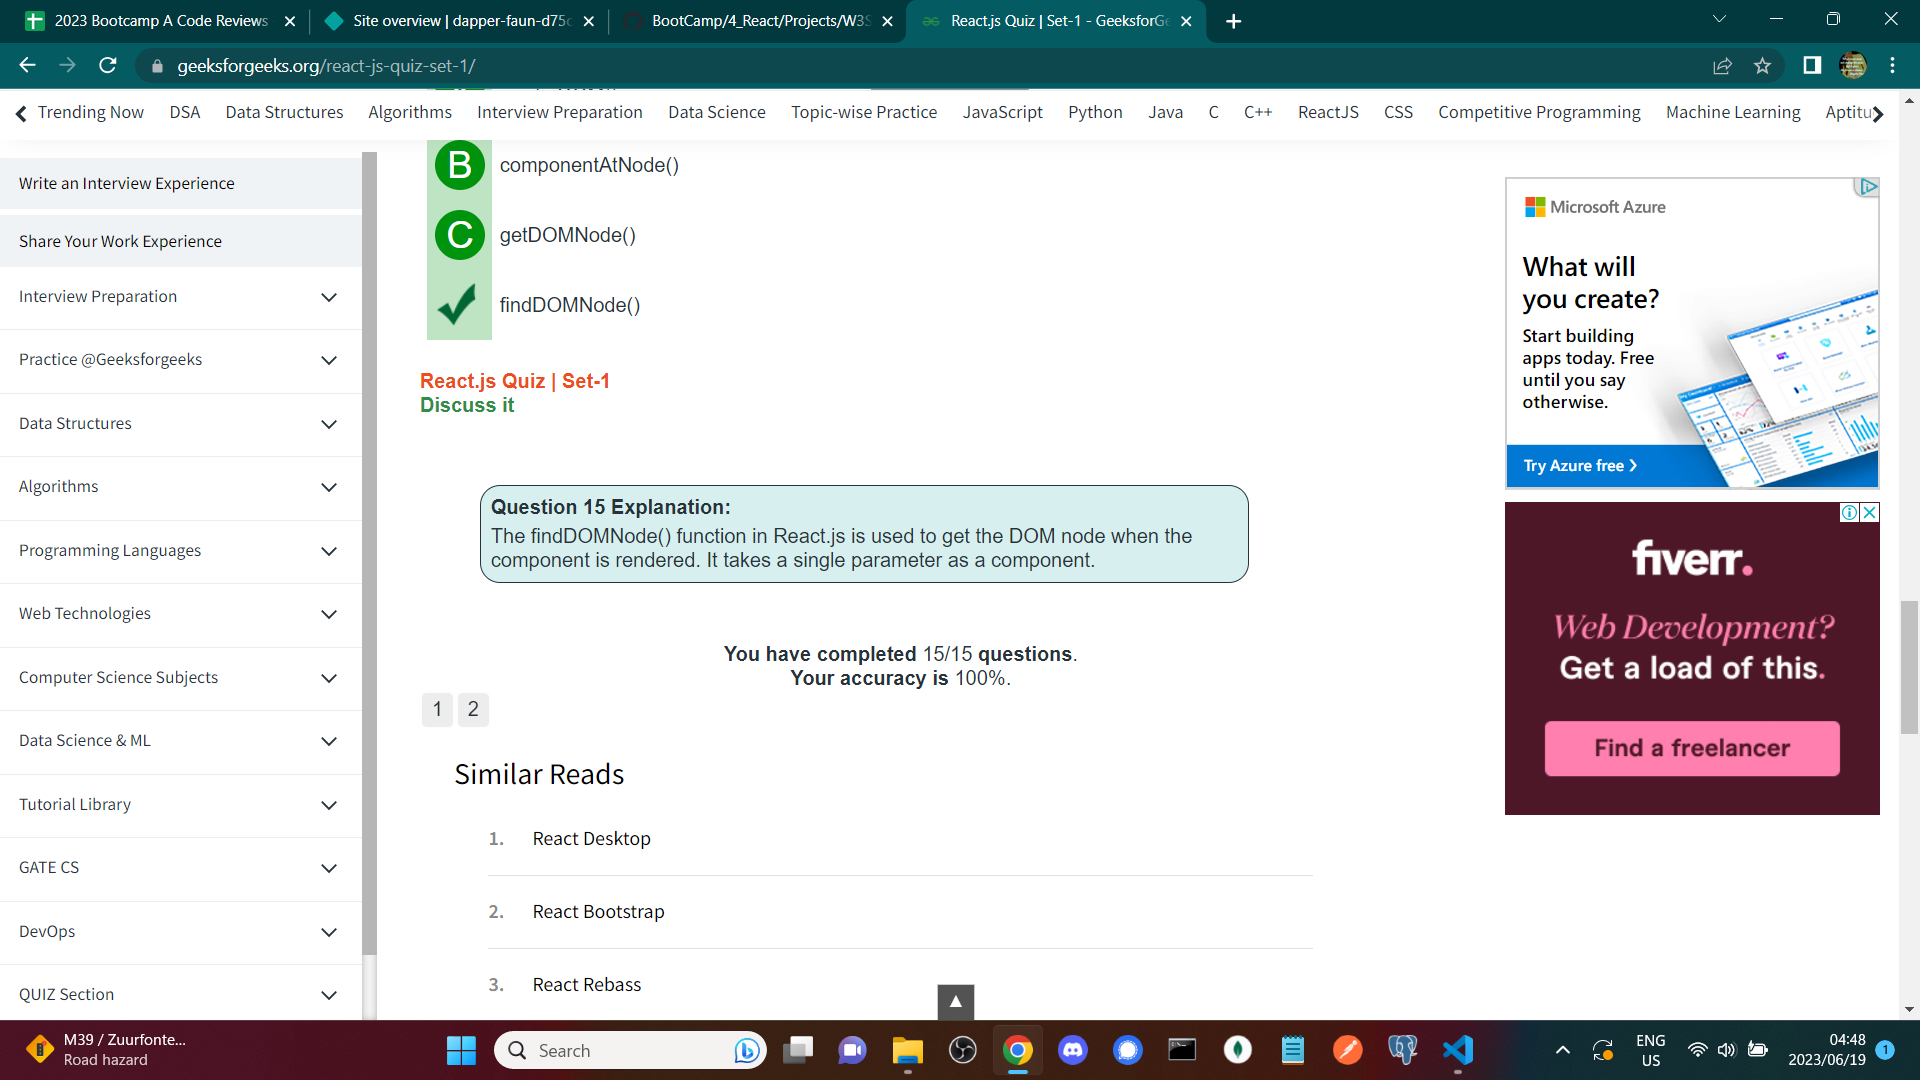 2023 Bootcamp A Code Reviews
Site overview | dapper-faun-d75c
BootCamp/4_React/Projects/W3S
React.js Quiz | Set-1 - GeeksforGe
geeksforgeeks.org/react-js-quiz-set-1/
Trending Now DSA Data Structures Algorithms Interview Preparation Data Science Topic-wise Practice JavaScript Python Java C C++ ReactJS CSS Competitive Programming Machine Learning Aptitu
Write an Interview Experience
Share Your Work Experience
Interview Preparation
Practice @Geeksforgeeks
Data Structures
Algorithms
Programming Languages
Web Technologies
Computer Science Subjects
Data Science & ML
Tutorial Library
GATE CS
DevOps
QUIZ Section
B componentAtNode()
C getDOMNode()
findDOMNode()
React.js Quiz | Set-1
Discuss it
Question 15 Explanation:
The findDOMNode() function in React.js is used to get the DOM node when the
component is rendered. It takes a single parameter as a component.
You have completed 15/15 questions.
Your accuracy is 100%.
1 2
Similar Reads
1. React Desktop
2. React Bootstrap
3. React Rebass
Microsoft Azure
What will
you create?
Start building
apps today. Free
until you say
otherwise.
Try Azure free
fiverr.
Web Development?
Get a load of this.
Find a freelancer
M39 / Zuurfonte...
Road hazard
Search
ENG
US
04:48
2023/06/19
1